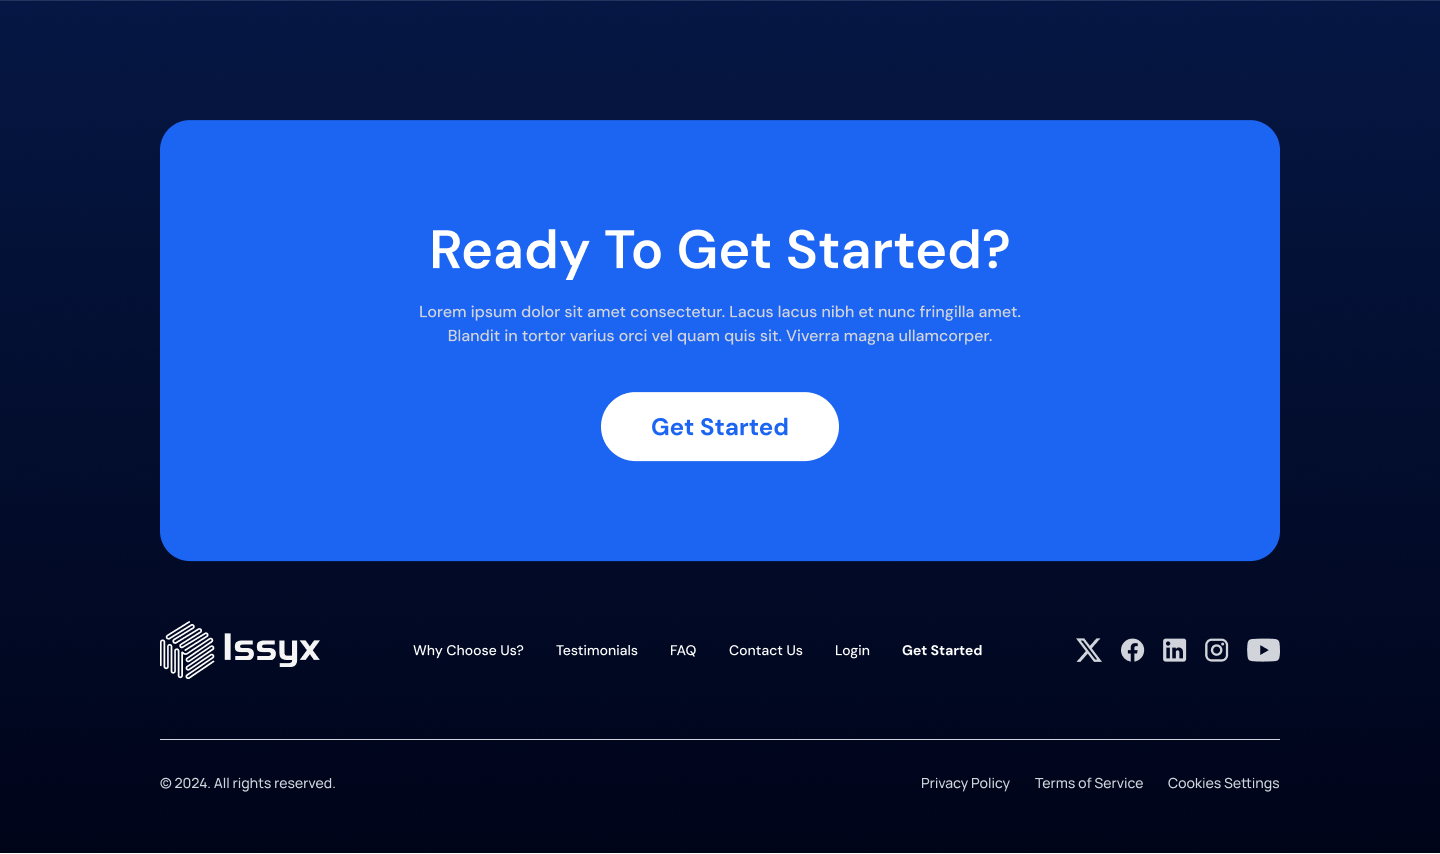 Ready To Get Started?
Lorem ipsum dolor sit amet consectetur. Lacus lacus nibh et nunc fringilla amet.
Blandit in tortor varius orci vel quam quis sit. Viverra magna ullamcorper.
Get Started
Issyx
Why Choose Us? Testimonials FAQ Contact Us Login Get Started
© 2024. All rights reserved.
Privacy Policy Terms of Service Cookies Settings